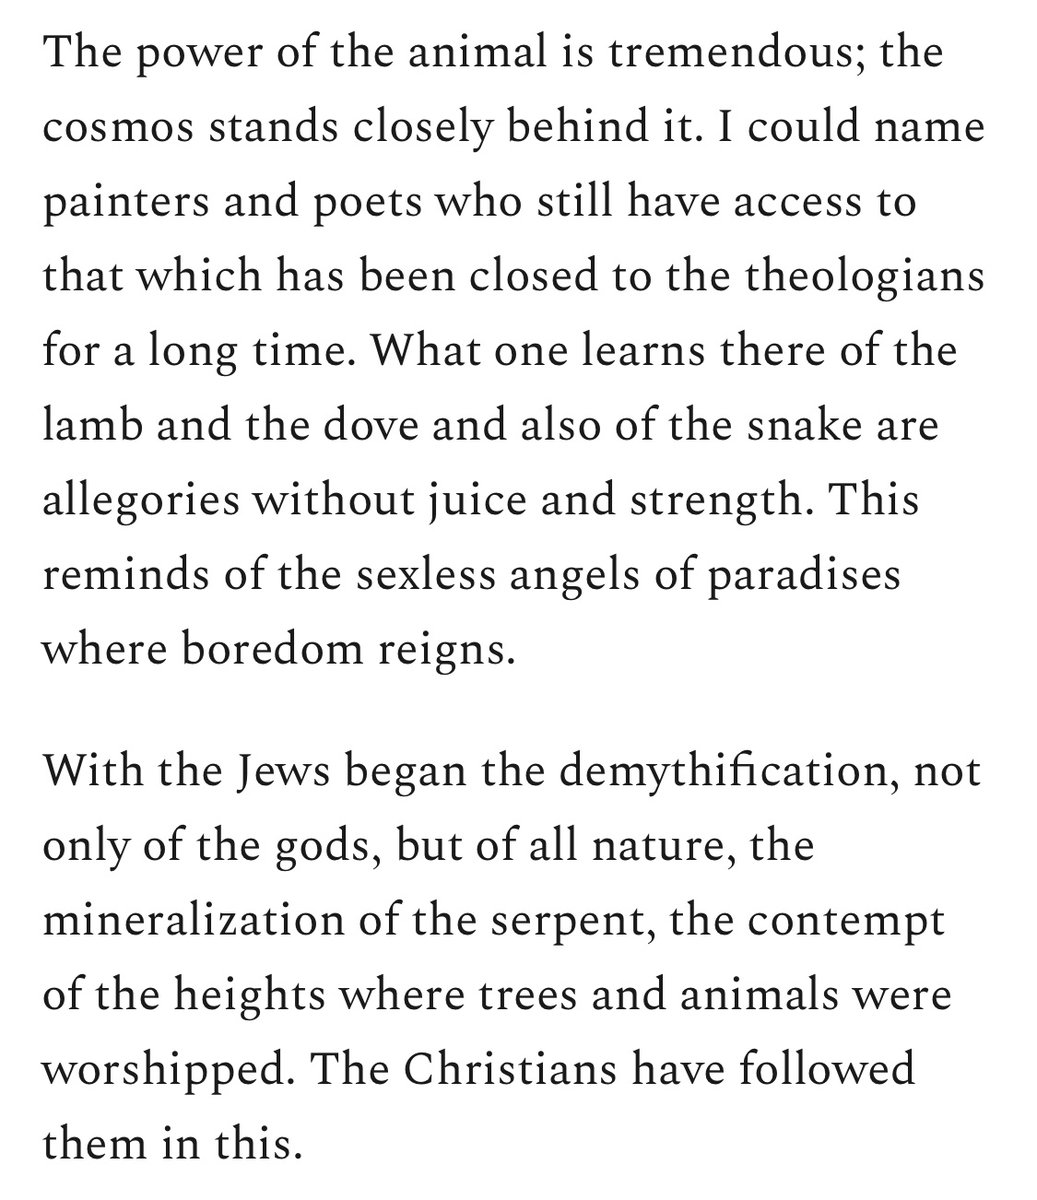 The power of the animal is tremendous; the
cosmos stands closely behind it. I could name
painters and poets who still have access to
that which has been closed to the theologians
for a long time. What one learns there of the
lamb and the dove and also of the snake are
allegories without juice and strength. This
reminds of the sexless angels of paradises
where boredom reigns.
With the Jews began the demythification, not
only of the gods, but of all nature, the
mineralization of the serpent, the contempt
of the heights where trees and animals were
worshipped. The Christians have followed
them in this.